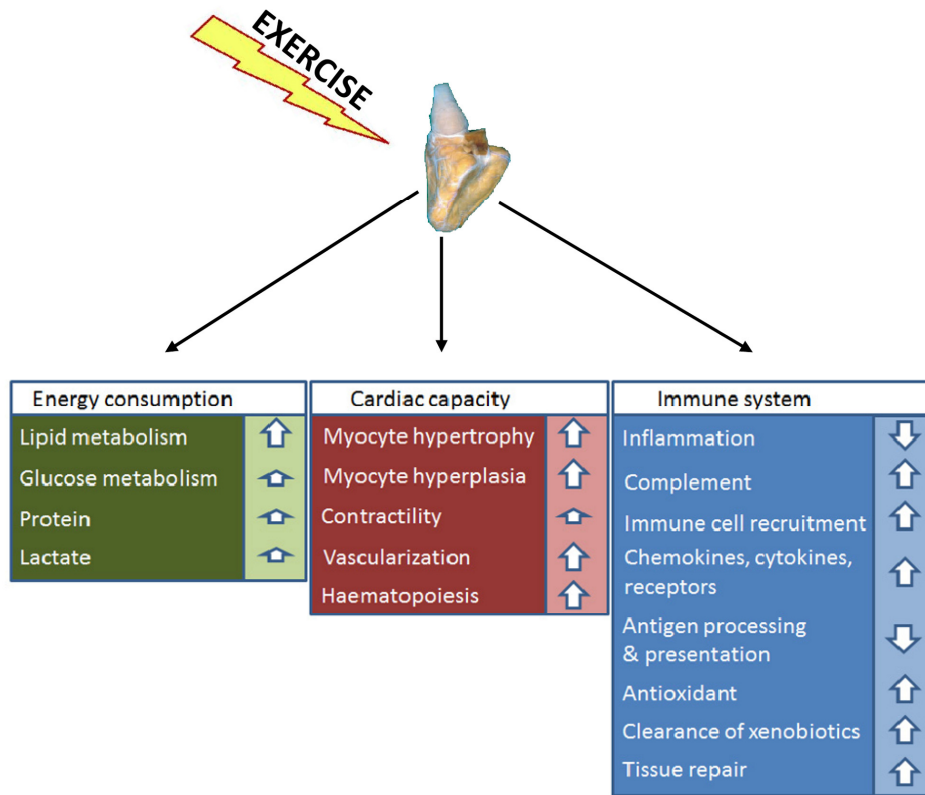 EXERCISE
Energy consumption
Lipid metabolism
Glucose metabolism
Protein
Lactate
Cardiac capacity
Myocyte hypertrophy
Myocyte hyperplasia
Contractility
Vascularization
Haematopoiesis
Immune system
Inflammation
Complement
Immune cell recruitment
Chemokines, cytokines,
receptors
Antigen processing
& presentation
Antioxidant
Clearance of xenobiotics
Tissue repair